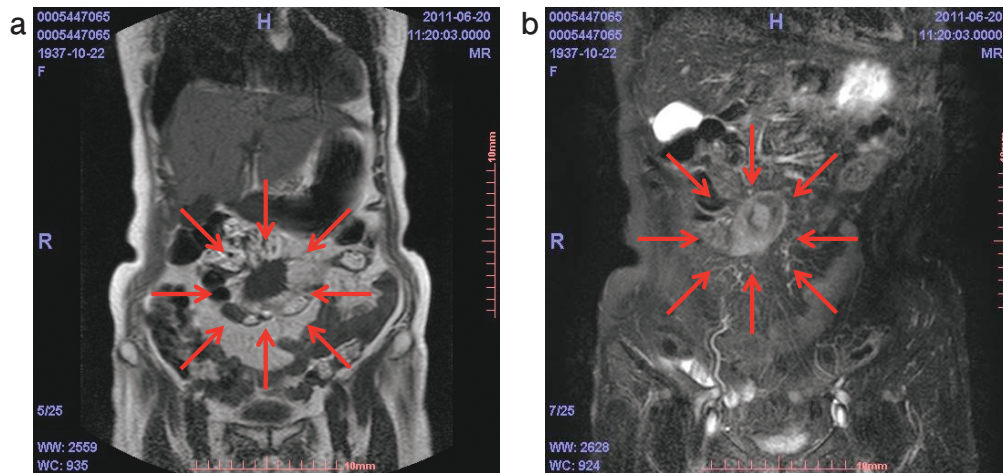 a
0005447065
0005447065
1937-10-22
F
H
2011-06-20
11:20:03.0000
MR
10mm
R
5/25
WW: 2559
WC: 935
10mm
b
0005447065
0005447065
1937-10-22
F
H
2011-06-20
11:20:03.0000
MR
10mm
R
7/25
WW: 2628
WC: 924
10mm